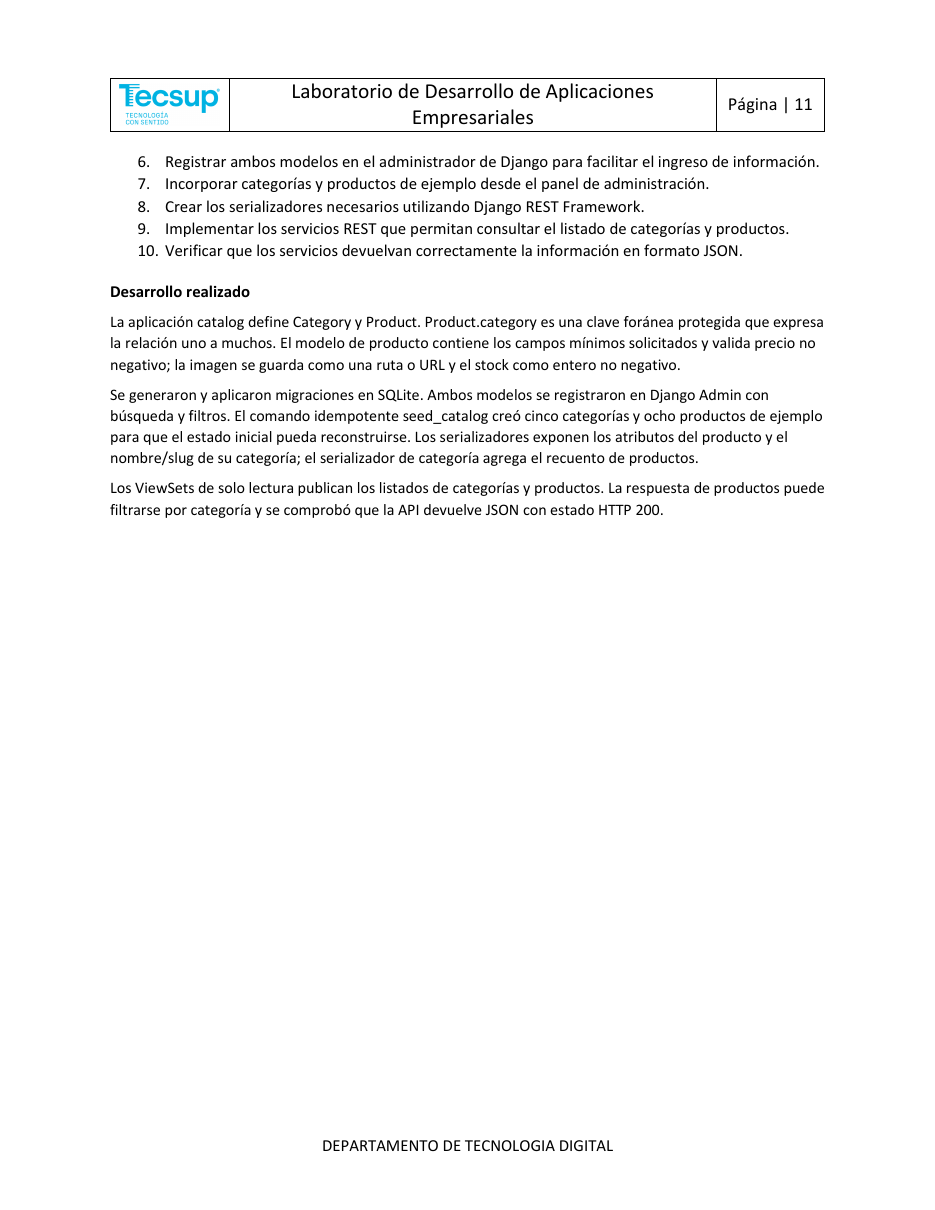 Tecsup
TECNOLOGÍA
CON SENTIDO
Laboratorio de Desarrollo de Aplicaciones
Empresariales
Página | 11
6. Registrar ambos modelos en el administrador de Django para facilitar el ingreso de información.
7. Incorporar categorías y productos de ejemplo desde el panel de administración.
8. Crear los serializadores necesarios utilizando Django REST Framework.
9. Implementar los servicios REST que permitan consultar el listado de categorías y productos.
10. Verificar que los servicios devuelvan correctamente la información en formato JSON.
Desarrollo realizado
La aplicación catalog define Category y Product. Product.category es una clave foránea protegida que expresa
la relación uno a muchos. El modelo de producto contiene los campos mínimos solicitados y valida precio no
negativo; la imagen se guarda como una ruta o URL y el stock como entero no negativo.
Se generaron y aplicaron migraciones en SQLite. Ambos modelos se registraron en Django Admin con
búsqueda y filtros. El comando idempotente seed_catalog creó cinco categorías y ocho productos de ejemplo
para que el estado inicial pueda reconstruirse. Los serializadores exponen los atributos del producto y el
nombre/slug de su categoría; el serializador de categoría agrega el recuento de productos.
Los ViewSets de solo lectura publican los listados de categorías y productos. La respuesta de productos puede
filtrarse por categoría y se comprobó que la API devuelve JSON con estado HTTP 200.
DEPARTAMENTO DE TECNOLOGIA DIGITAL